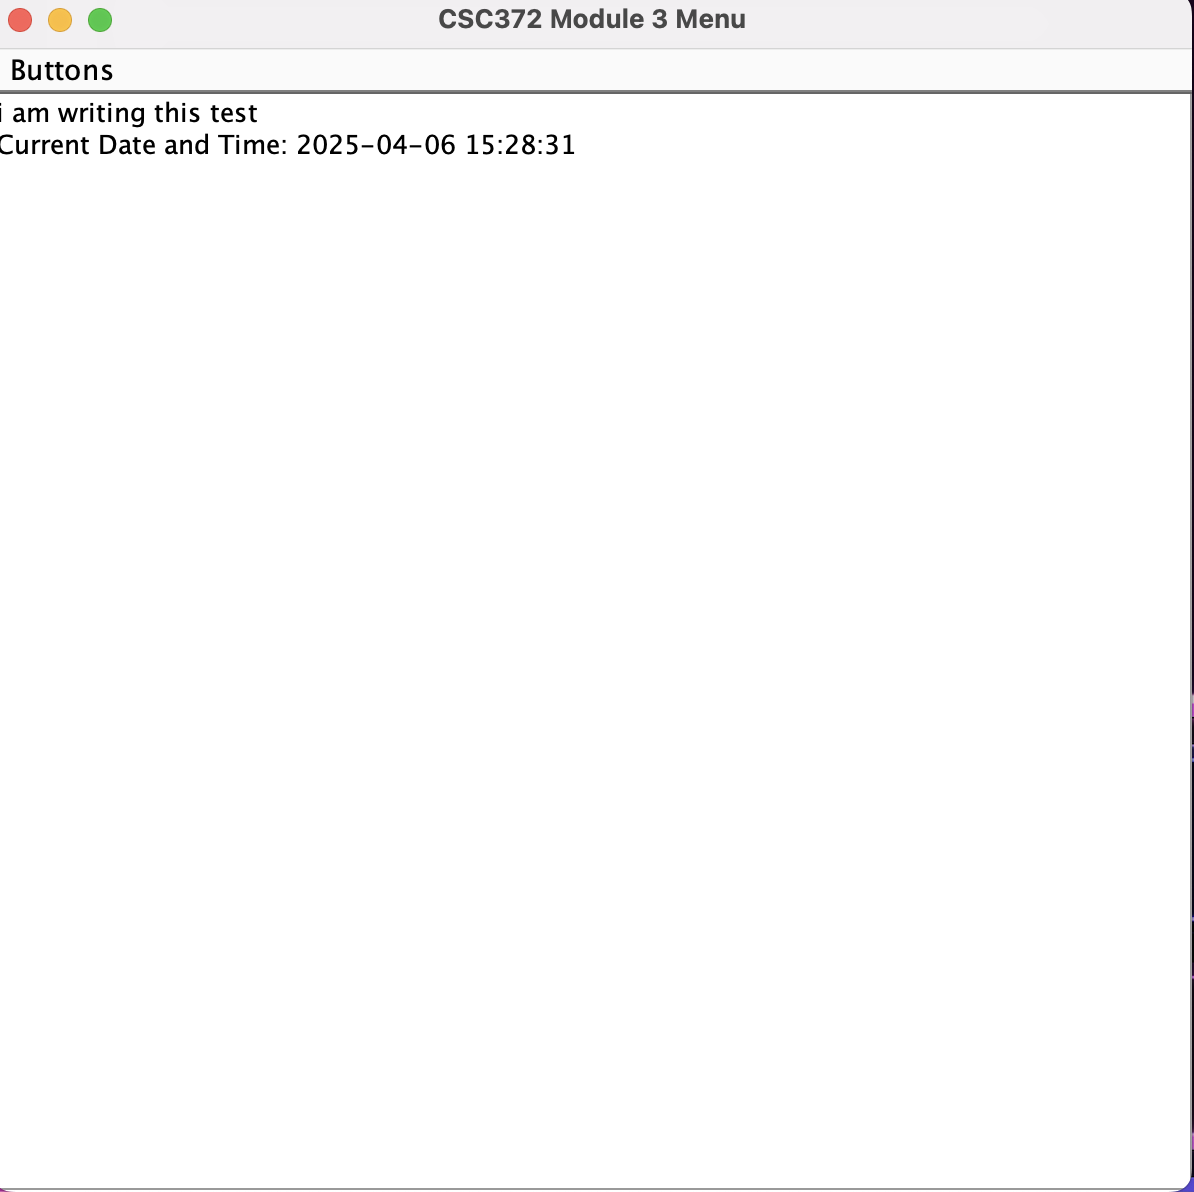 CSC372 Module 3 Menu
Buttons
i am writing this test
Current Date and Time: 2025-04-06 15:28:31